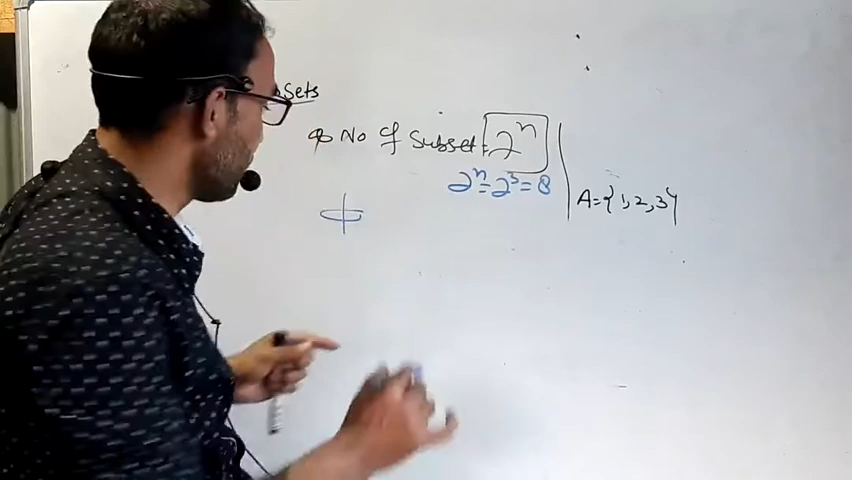 Sets
No of Subset = 2ⁿ
2ⁿ = 2³ = 8
A = {1, 2, 3}
ϕ